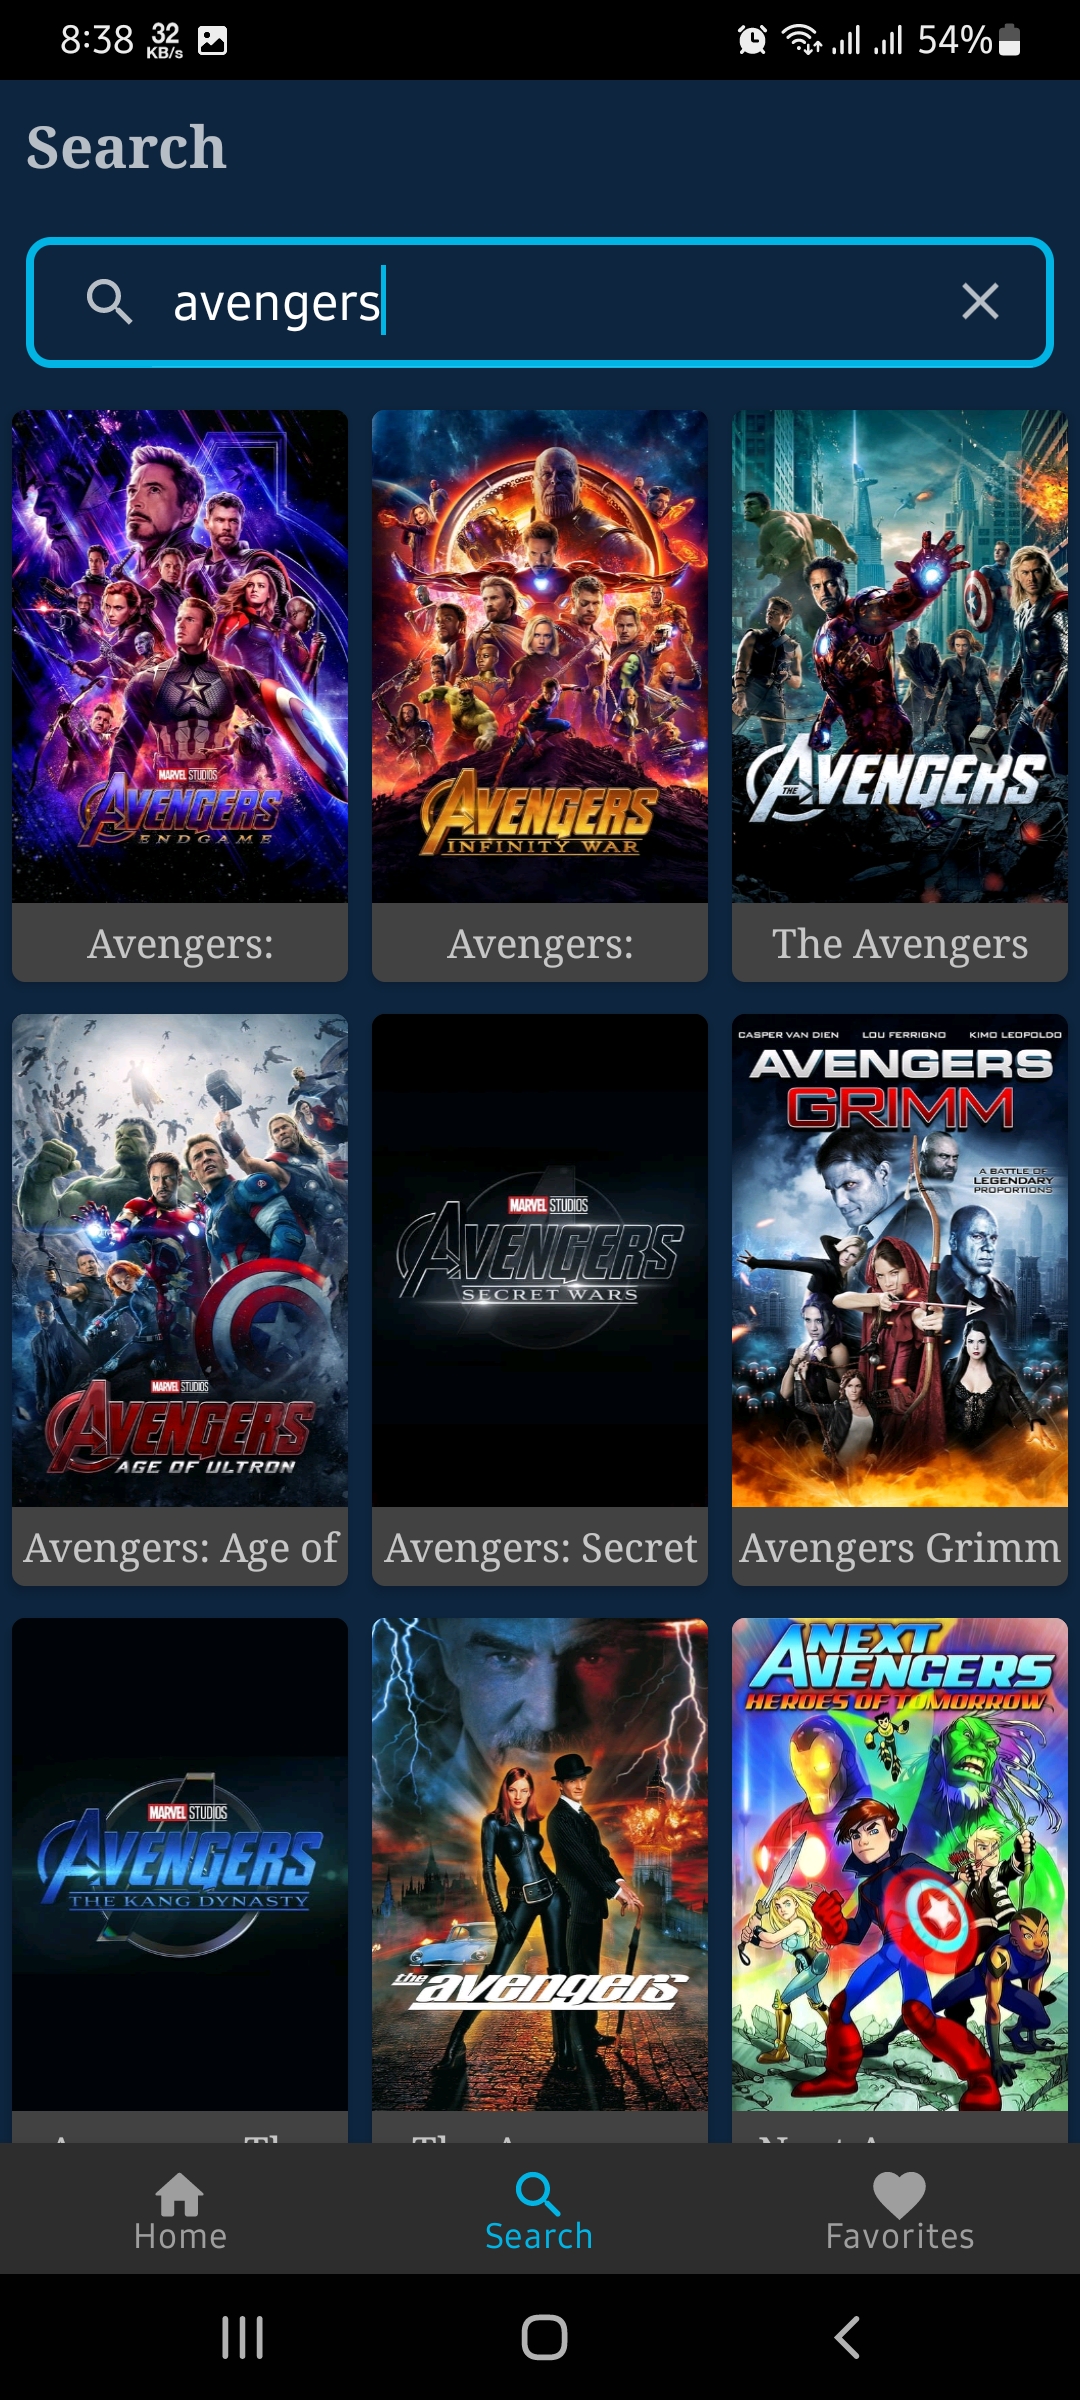 8:38 32 KB/s 54%
Search
avengers
MARVEL STUDIOS
AVENGERS
ENDGAME
Avengers:
AVENGERS
INFINITY WAR
Avengers:
THE AVENGERS
The Avengers
MARVEL STUDIOS
AVENGERS
AGE OF ULTRON
Avengers: Age of
MARVEL STUDIOS
AVENGERS
SECRET WARS
Avengers: Secret
CASPER VAN DIEN LOU FERRIGNO KIMO LEOPOLDO
AVENGERS
GRIMM
A BATTLE OF
LEGENDARY
PROPORTIONS
Avengers Grimm
MARVEL STUDIOS
AVENGERS
THE KANG DYNASTY
the avengers
NEXT
AVENGERS
HEROES OF TOMORROW
Home
Search
Favorites